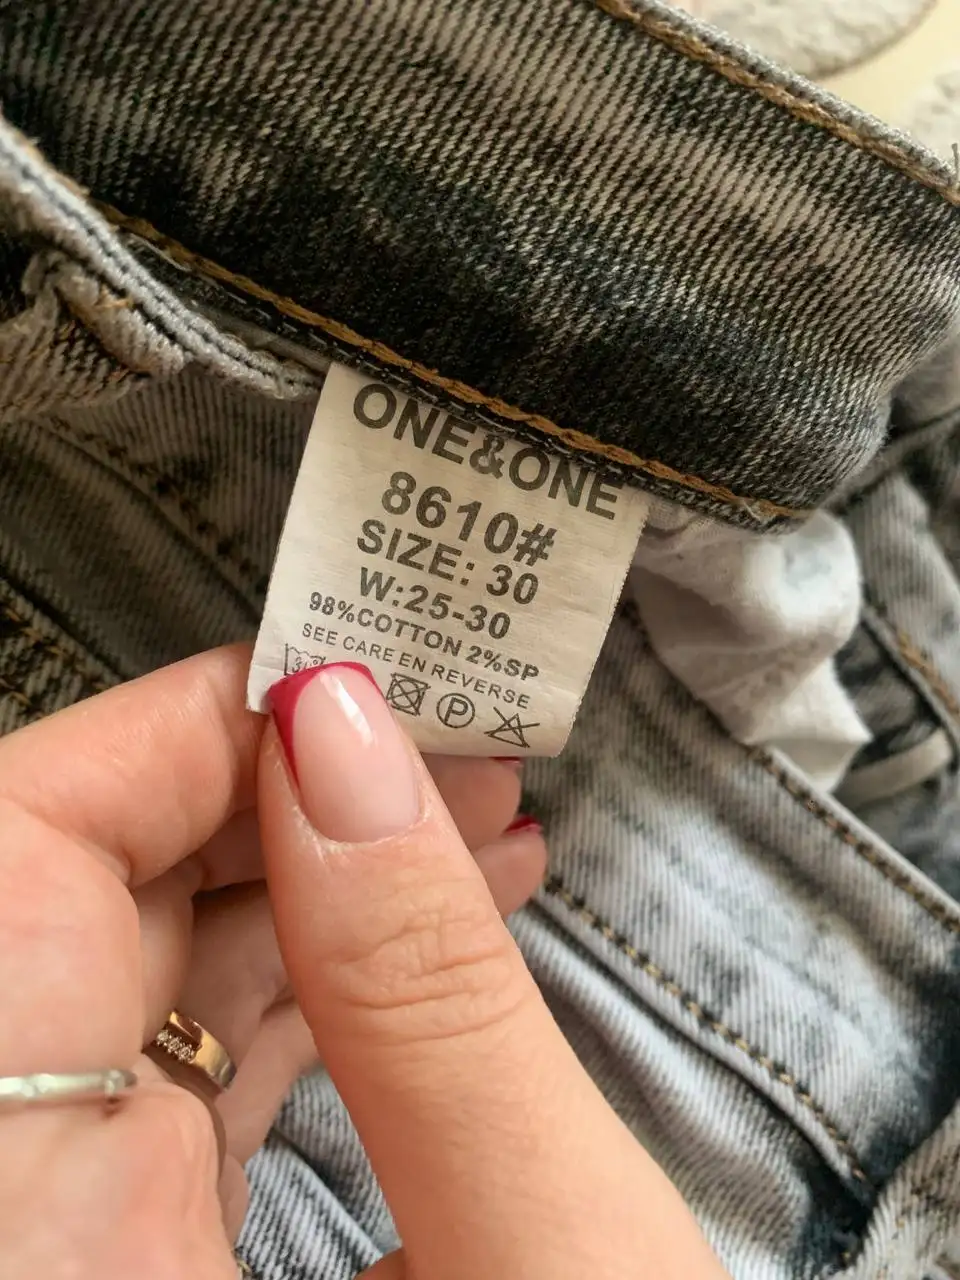 ONE&ONE
8610#
SIZE: 30
W:25-30
98%COTTON 2%SP
SEE CARE EN REVERSE
P